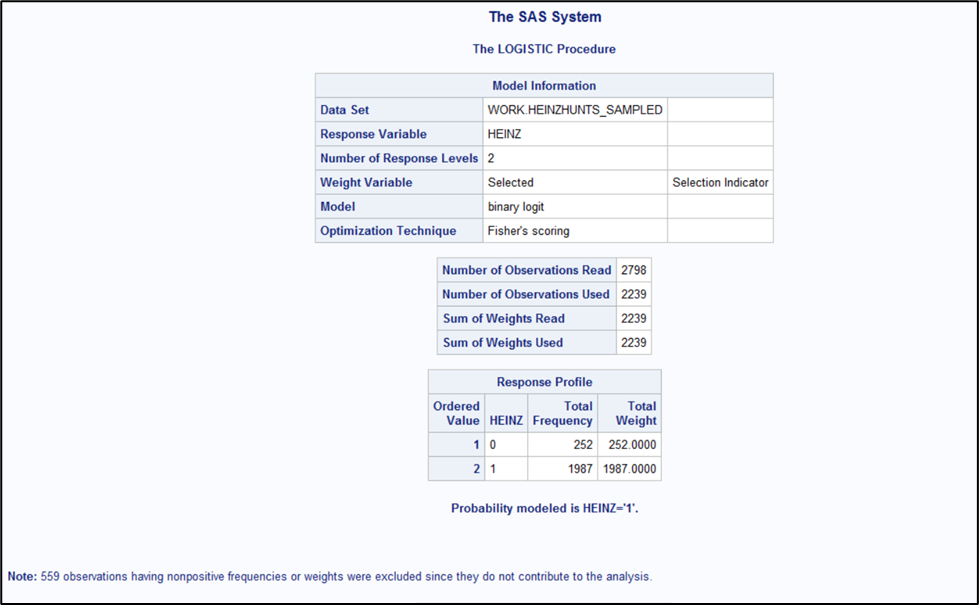 The SAS System
The LOGISTIC Procedure
Model Information
Data Set WORK.HEINZHUNTS_SAMPLED
Response Variable HEINZ
Number of Response Levels 2
Weight Variable Selected Selection Indicator
Model binary logit
Optimization Technique Fisher's scoring
Number of Observations Read 2798
Number of Observations Used 2239
Sum of Weights Read 2239
Sum of Weights Used 2239
Response Profile
Ordered Total Total
Value HEINZ Frequency Weight
1 0 252 252.0000
2 1 1987 1987.0000
Probability modeled is HEINZ='1'.
Note: 559 observations having nonpositive frequencies or weights were excluded since they do not contribute to the analysis.